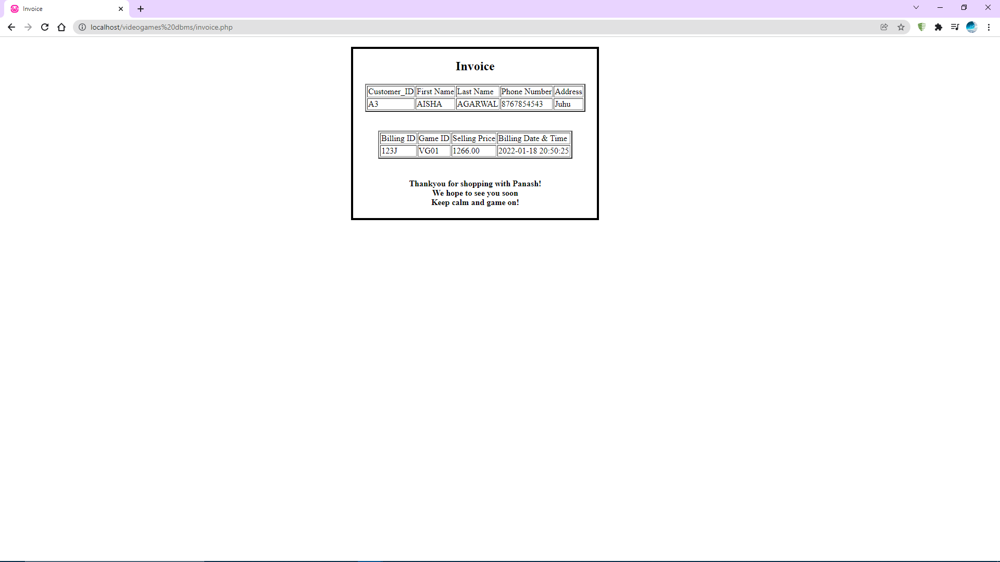 Invoice
localhost/videogames%20dbms/invoice.php
Invoice
Customer_ID First Name Last Name Phone Number Address
A3 AISHA AGARWAL 8767854543 Juhu
Billing ID Game ID Selling Price Billing Date & Time
123J VG01 1266.00 2022-01-18 20:50:25
Thankyou for shopping with Panash!
We hope to see you soon
Keep calm and game on!